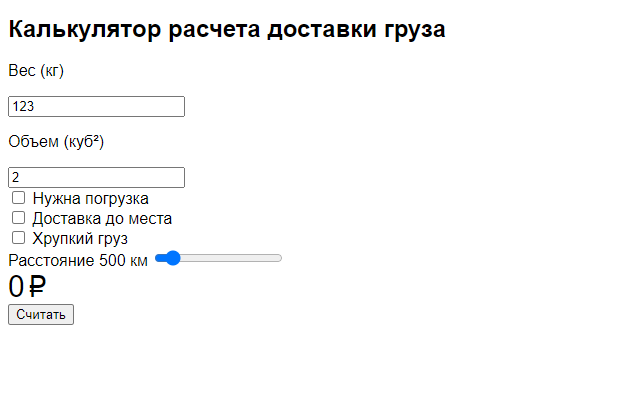 Калькулятор расчета доставки груза
Вес (кг)
123
Объем (куб²)
2
Нужна погрузка
Доставка до места
Хрупкий груз
Расстояние 500 км
0 ₽
Считать